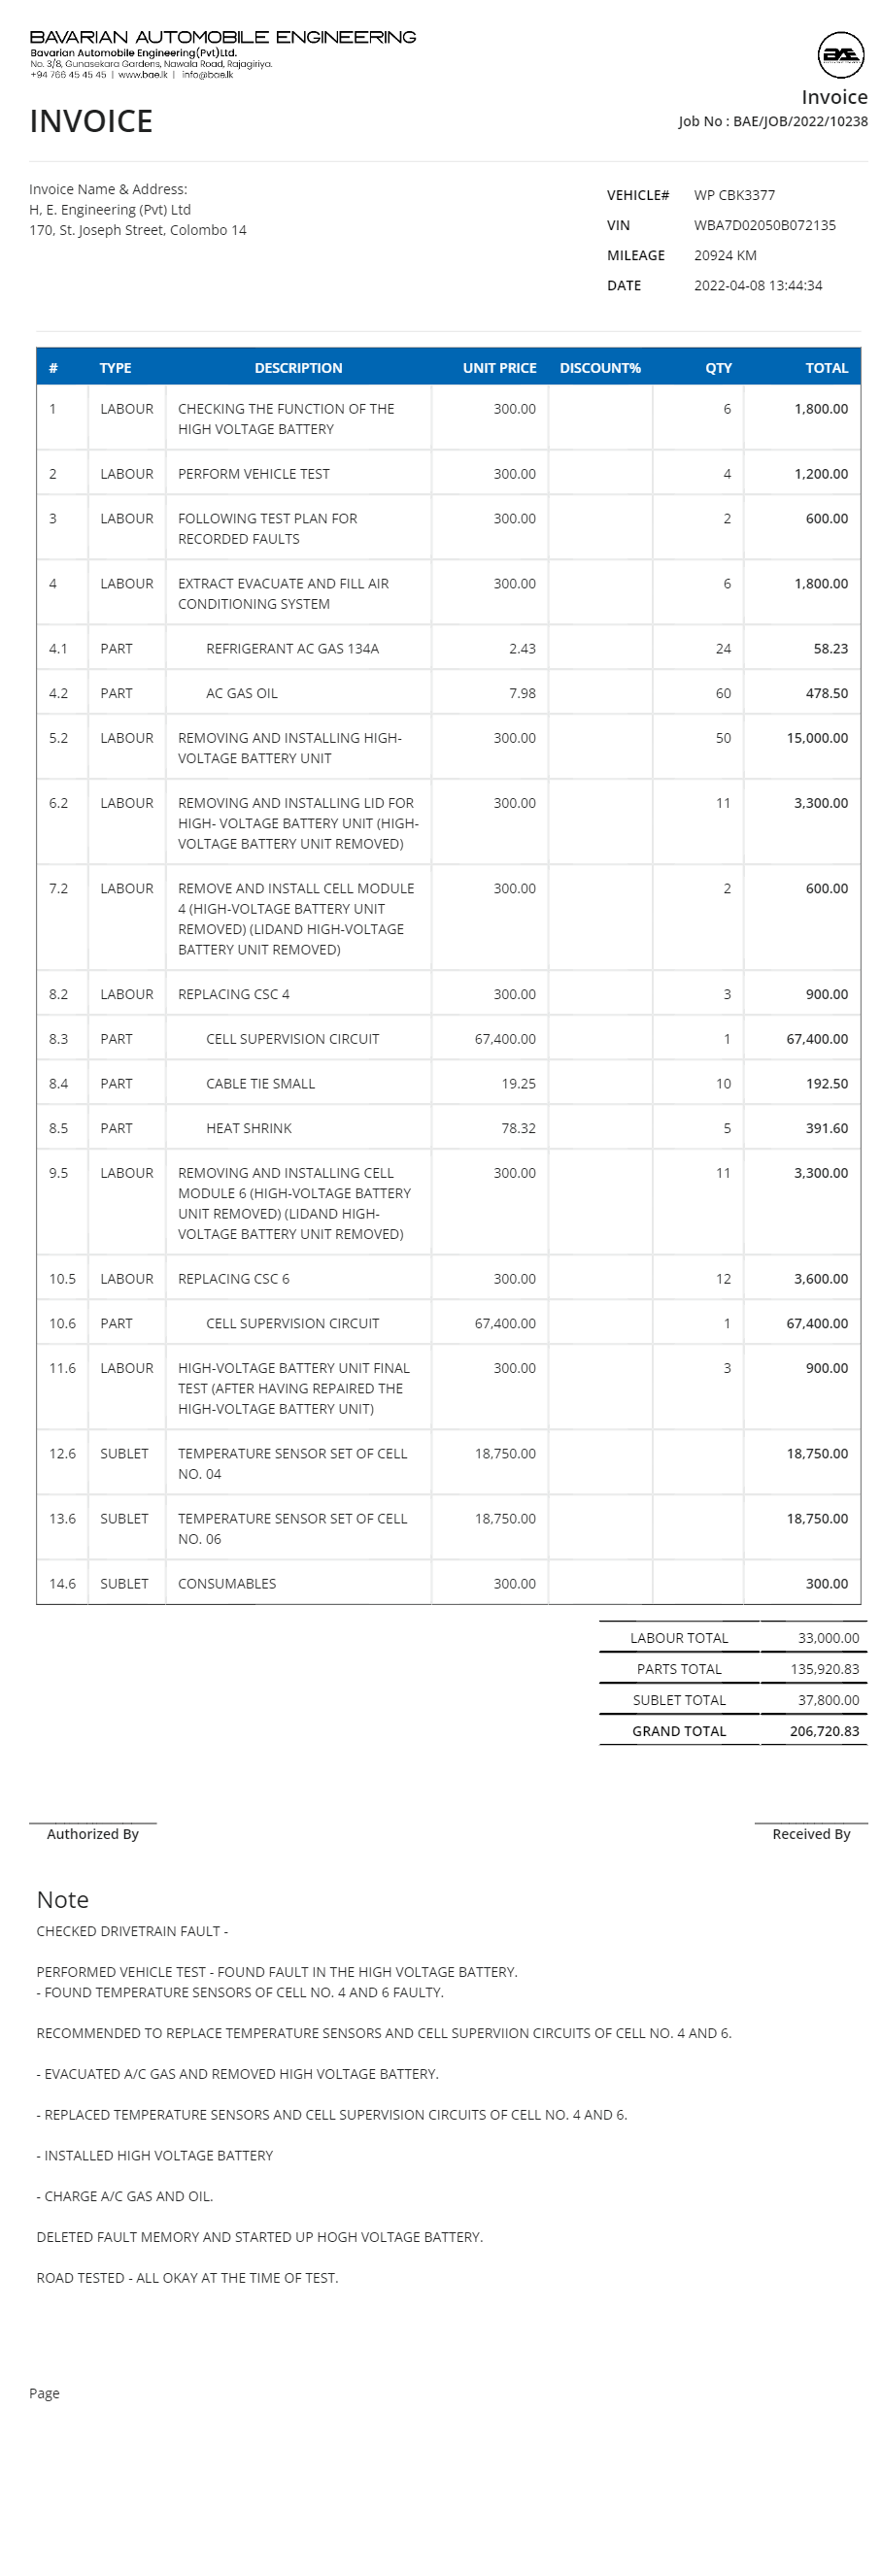 BAVARIAN AUTOMOBILE ENGINEERING
Bavarian Automobile Engineering(Pvt)Ltd.
No. 3/8, Gunasekara Gardens, Nawala Road, Rajagiriya.
+94 766 45 45 45 | www.bae.lk | info@bae.lk
BAE
Invoice
INVOICE
Job No : BAE/JOB/2022/10238
Invoice Name & Address:
H, E. Engineering (Pvt) Ltd
170, St. Joseph Street, Colombo 14
VEHICLE# WP CBK3377
VIN WBA7D02050B072135
MILEAGE 20924 KM
DATE 2022-04-08 13:44:34
# TYPE DESCRIPTION UNIT PRICE DISCOUNT% QTY TOTAL
1 LABOUR CHECKING THE FUNCTION OF THE 300.00 6 1,800.00
HIGH VOLTAGE BATTERY
2 LABOUR PERFORM VEHICLE TEST 300.00 4 1,200.00
3 LABOUR FOLLOWING TEST PLAN FOR 300.00 2 600.00
RECORDED FAULTS
4 LABOUR EXTRACT EVACUATE AND FILL AIR 300.00 6 1,800.00
CONDITIONING SYSTEM
4.1 PART REFRIGERANT AC GAS 134A 2.43 24 58.23
4.2 PART AC GAS OIL 7.98 60 478.50
5.2 LABOUR REMOVING AND INSTALLING HIGH- 300.00 50 15,000.00
VOLTAGE BATTERY UNIT
6.2 LABOUR REMOVING AND INSTALLING LID FOR 300.00 11 3,300.00
HIGH- VOLTAGE BATTERY UNIT (HIGH-
VOLTAGE BATTERY UNIT REMOVED)
7.2 LABOUR REMOVE AND INSTALL CELL MODULE 300.00 2 600.00
4 (HIGH-VOLTAGE BATTERY UNIT
REMOVED) (LIDAND HIGH-VOLTAGE
BATTERY UNIT REMOVED)
8.2 LABOUR REPLACING CSC 4 300.00 3 900.00
8.3 PART CELL SUPERVISION CIRCUIT 67,400.00 1 67,400.00
8.4 PART CABLE TIE SMALL 19.25 10 192.50
8.5 PART HEAT SHRINK 78.32 5 391.60
9.5 LABOUR REMOVING AND INSTALLING CELL 300.00 11 3,300.00
MODULE 6 (HIGH-VOLTAGE BATTERY
UNIT REMOVED) (LIDAND HIGH-
VOLTAGE BATTERY UNIT REMOVED)
10.5 LABOUR REPLACING CSC 6 300.00 12 3,600.00
10.6 PART CELL SUPERVISION CIRCUIT 67,400.00 1 67,400.00
11.6 LABOUR HIGH-VOLTAGE BATTERY UNIT FINAL 300.00 3 900.00
TEST (AFTER HAVING REPAIRED THE
HIGH-VOLTAGE BATTERY UNIT)
12.6 SUBLET TEMPERATURE SENSOR SET OF CELL 18,750.00 18,750.00
NO. 04
13.6 SUBLET TEMPERATURE SENSOR SET OF CELL 18,750.00 18,750.00
NO. 06
14.6 SUBLET CONSUMABLES 300.00 300.00
LABOUR TOTAL 33,000.00
PARTS TOTAL 135,920.83
SUBLET TOTAL 37,800.00
GRAND TOTAL 206,720.83
Authorized By Received By
Note
CHECKED DRIVETRAIN FAULT -
PERFORMED VEHICLE TEST - FOUND FAULT IN THE HIGH VOLTAGE BATTERY.
- FOUND TEMPERATURE SENSORS OF CELL NO. 4 AND 6 FAULTY.
RECOMMENDED TO REPLACE TEMPERATURE SENSORS AND CELL SUPERVIION CIRCUITS OF CELL NO. 4 AND 6.
- EVACUATED A/C GAS AND REMOVED HIGH VOLTAGE BATTERY.
- REPLACED TEMPERATURE SENSORS AND CELL SUPERVISION CIRCUITS OF CELL NO. 4 AND 6.
- INSTALLED HIGH VOLTAGE BATTERY
- CHARGE A/C GAS AND OIL.
DELETED FAULT MEMORY AND STARTED UP HOGH VOLTAGE BATTERY.
ROAD TESTED - ALL OKAY AT THE TIME OF TEST.
Page